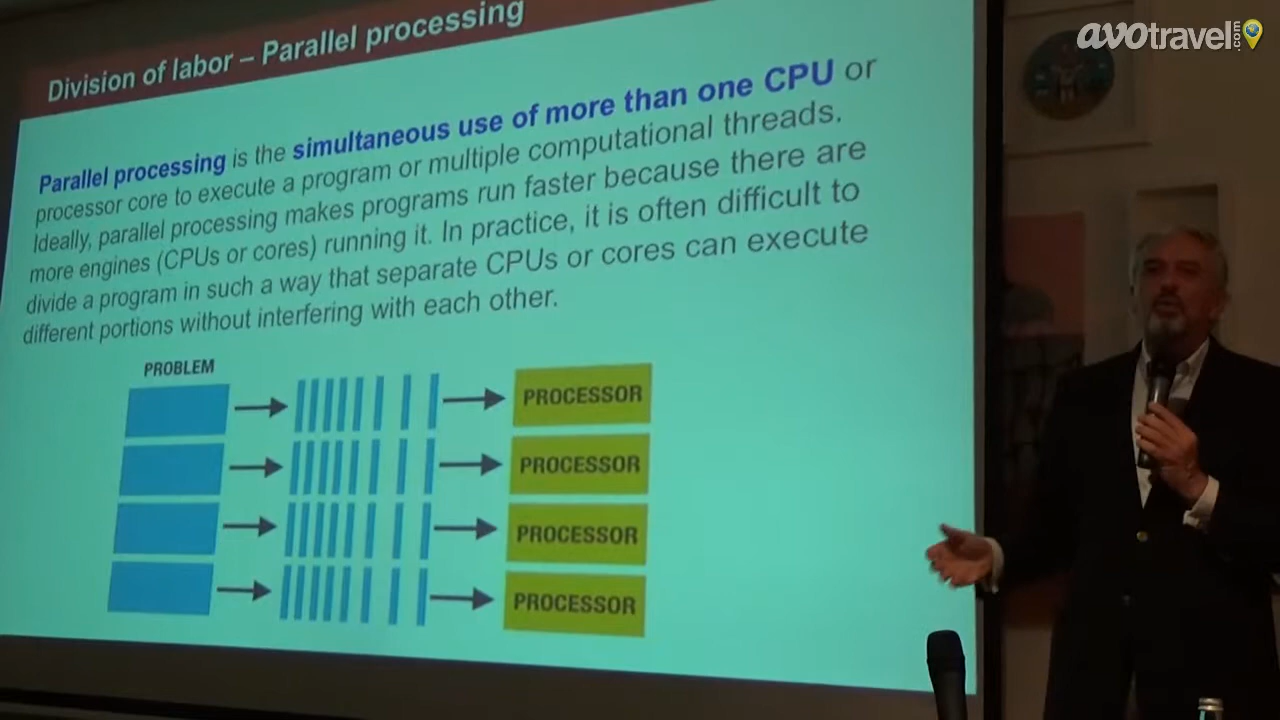 avotravel.com
Division of labor – Parallel processing
Parallel processing is the simultaneous use of more than one CPU or
processor core to execute a program or multiple computational threads.
Ideally, parallel processing makes programs run faster because there are
more engines (CPUs or cores) running it. In practice, it is often difficult to
divide a program in such a way that separate CPUs or cores can execute
different portions without interfering with each other.
PROBLEM
PROCESSOR
PROCESSOR
PROCESSOR
PROCESSOR